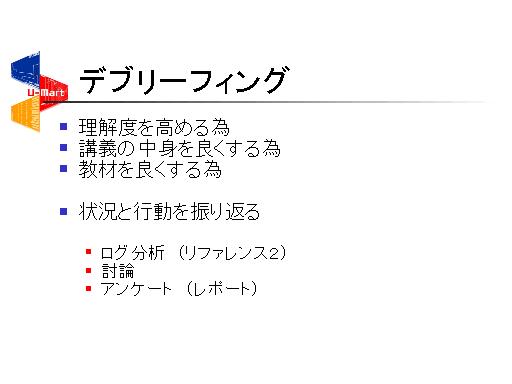 デブリーフィング
U-Mart
理解度を高める為
講義の中身を良くする為
教材を良くする為
状況と行動を振り返る
ログ分析 （リファレンス２）
討論
アンケート （レポート）